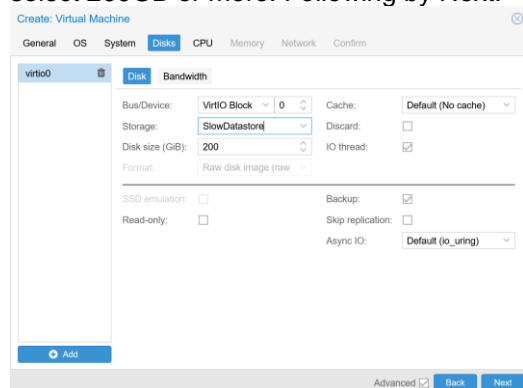 select 200GB or more. Following by Next.
Create: Virtual Machine
General OS System Disks CPU Memory Network Confirm
virtio0
Disk Bandwidth
Bus/Device: VirtIO Block 0 Cache: Default (No cache)
Storage: SlowDatastore Discard:
Disk size (GiB): 200 IO thread:
Format: Raw disk image (raw
SSD emulation: Backup:
Read-only: Skip replication:
Async IO: Default (io_uring)
Add
Advanced Back Next